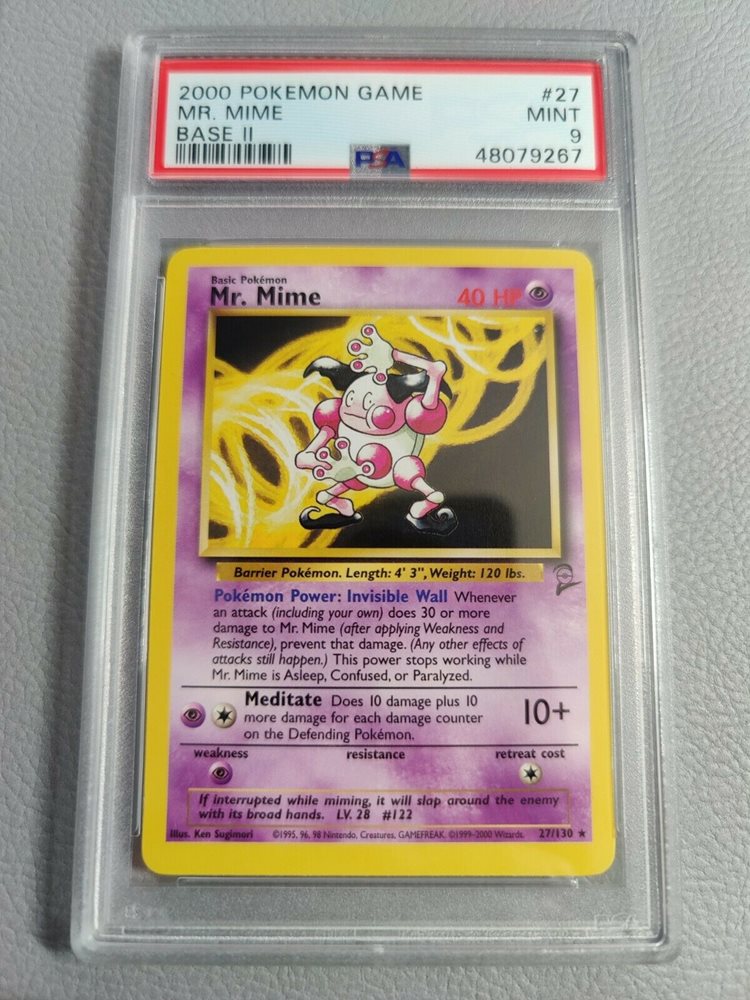 2000 POKEMON GAME #27
MR. MIME MINT
BASE II 9
PSA 48079267
Basic Pokémon
Mr. Mime 40 HP
Barrier Pokémon. Length: 4' 3", Weight: 120 lbs.
Pokémon Power: Invisible Wall Whenever
an attack (including your own) does 30 or more
damage to Mr. Mime (after applying Weakness and
Resistance), prevent that damage. (Any other effects of
attacks still happen.) This power stops working while
Mr. Mime is Asleep, Confused, or Paralyzed.
Meditate Does 10 damage plus 10
more damage for each damage counter
on the Defending Pokémon.
10+
weakness resistance retreat cost
If interrupted while miming, it will slap around the enemy
with its broad hands. LV. 28 #122
Illus. Ken Sugimori ©1995, 96, 98 Nintendo, Creatures, GAMEFREAK. ©1999-2000 Wizards. 27/130 ★